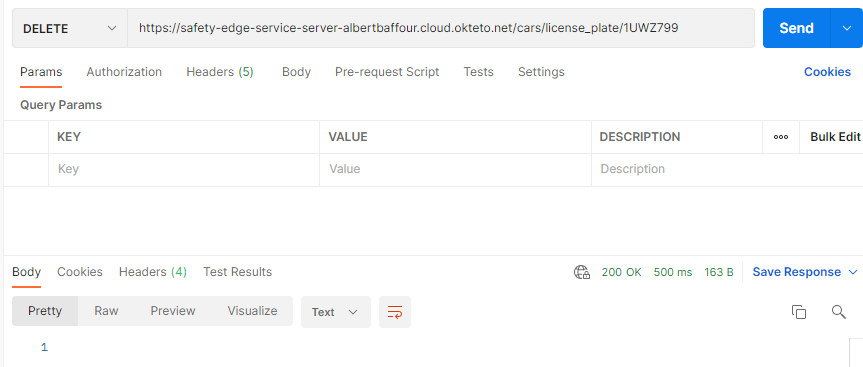 DELETE https://safety-edge-service-server-albertbaffour.cloud.okteto.net/cars/license_plate/1UWZ799 Send
Params Authorization Headers (5) Body Pre-request Script Tests Settings Cookies
Query Params
KEY VALUE DESCRIPTION ooo Bulk Edit
Key Value Description
Body Cookies Headers (4) Test Results 200 OK 500 ms 163 B Save Response
Pretty Raw Preview Visualize Text
1